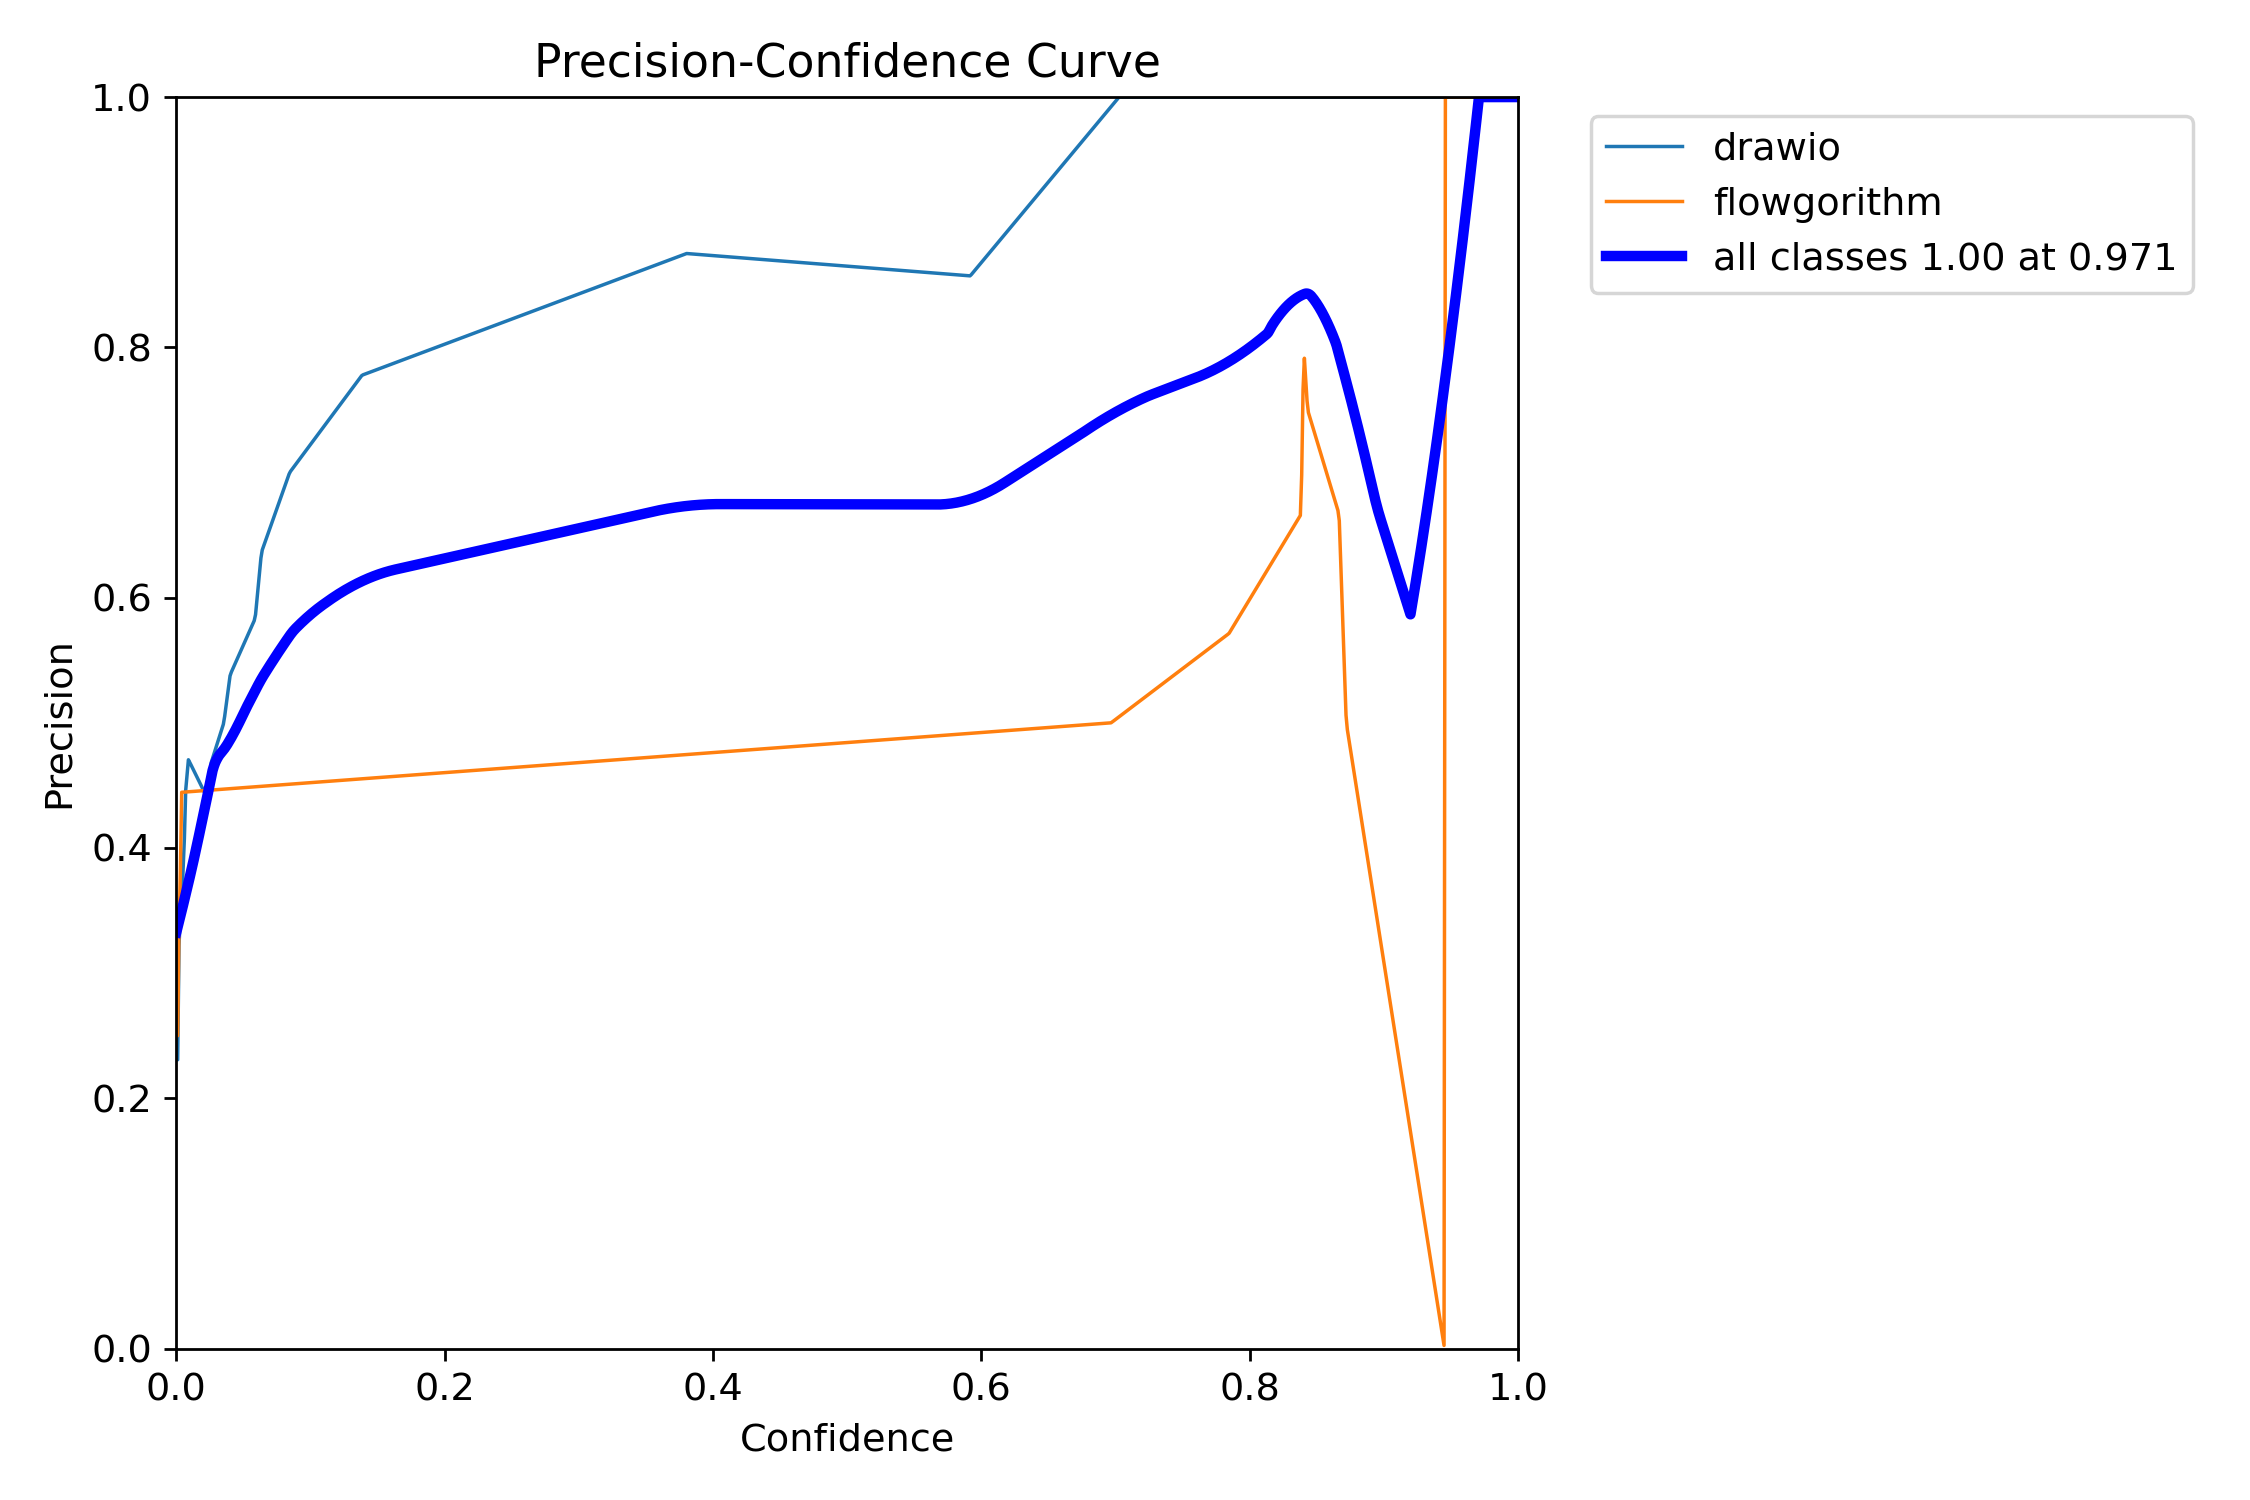 Precision-Confidence Curve
1.0
0.8
0.6
0.4
0.2
0.0
Precision
0.0 0.2 0.4 0.6 0.8 1.0
Confidence
drawio
flowgorithm
all classes 1.00 at 0.971